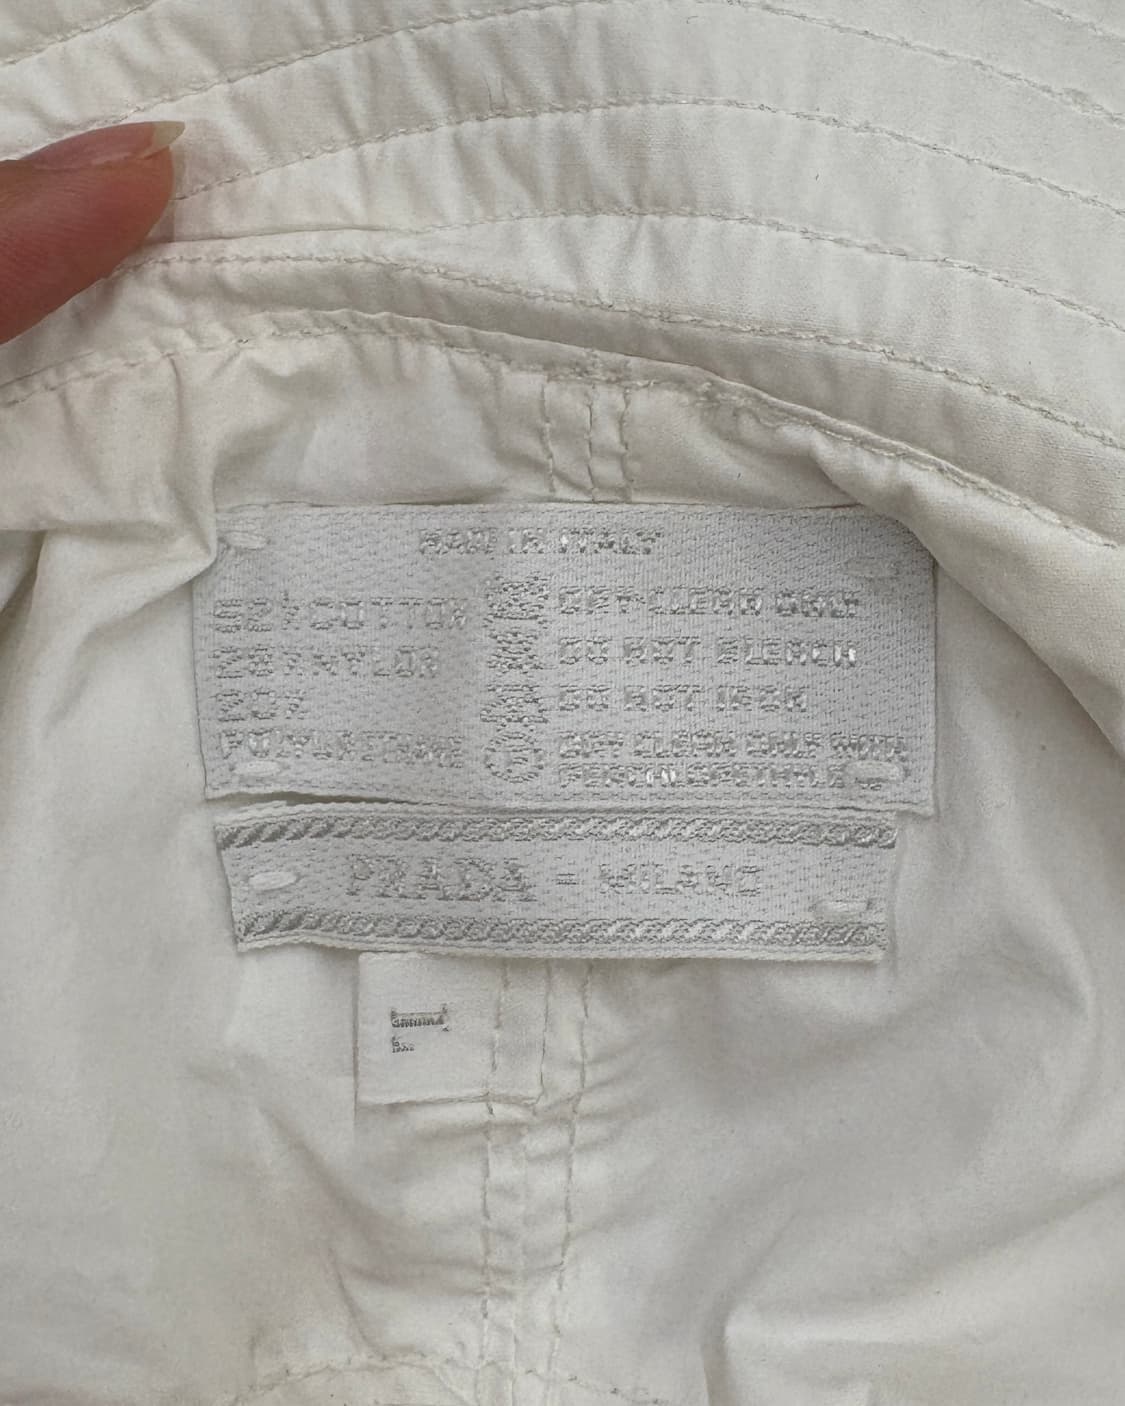 MADE IN ITALY
52% COTTON
28% NYLON
20%
POLYURETHANE
DRY-CLEAN ONLY
DO NOT BLEACH
DO NOT IRON
DRY CLEAN ONLY WITH
PERCHLORETHYLENE
PRADA - MILANO